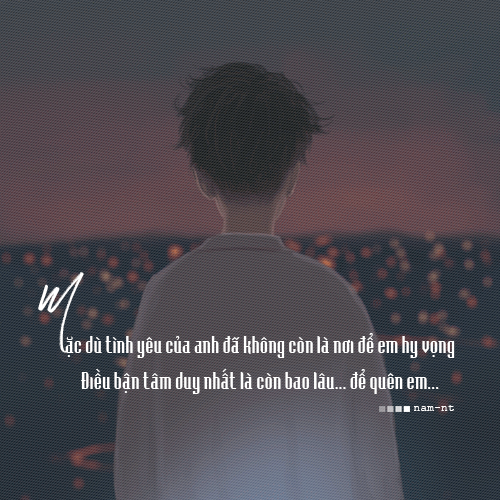 Mặc dù tình yêu của anh đã không còn là nơi để em hy vọng
Điều bận tâm duy nhất là còn bao lâu... để quên em...
nam-nt